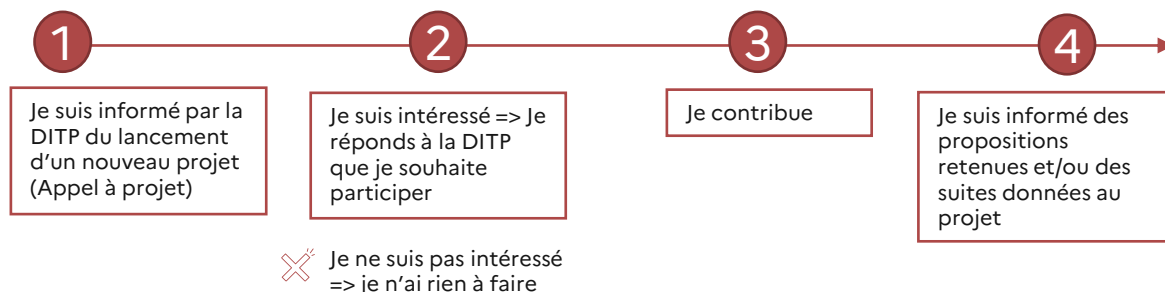 1
Je suis informé par la
DITP du lancement
d’un nouveau projet
(Appel à projet)
2
Je suis intéressé => Je
réponds à la DITP
que je souhaite
participer
Je ne suis pas intéressé
=> je n’ai rien à faire
3
Je contribue
4
Je suis informé des
propositions
retenues et/ou des
suites données au
projet